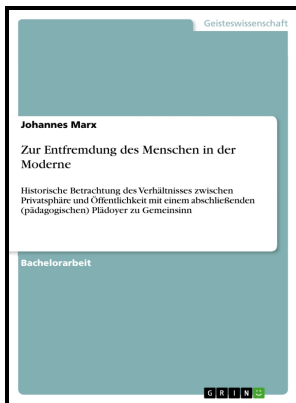 Geisteswissenschaft
Johannes Marx
Zur Entfremdung des Menschen in der
Moderne
Historische Betrachtung des Verhältnisses zwischen
Privatsphäre und Öffentlichkeit mit einem abschließenden
(pädagogischen) Plädoyer zu Gemeinsinn
Bachelorarbeit
GRIN